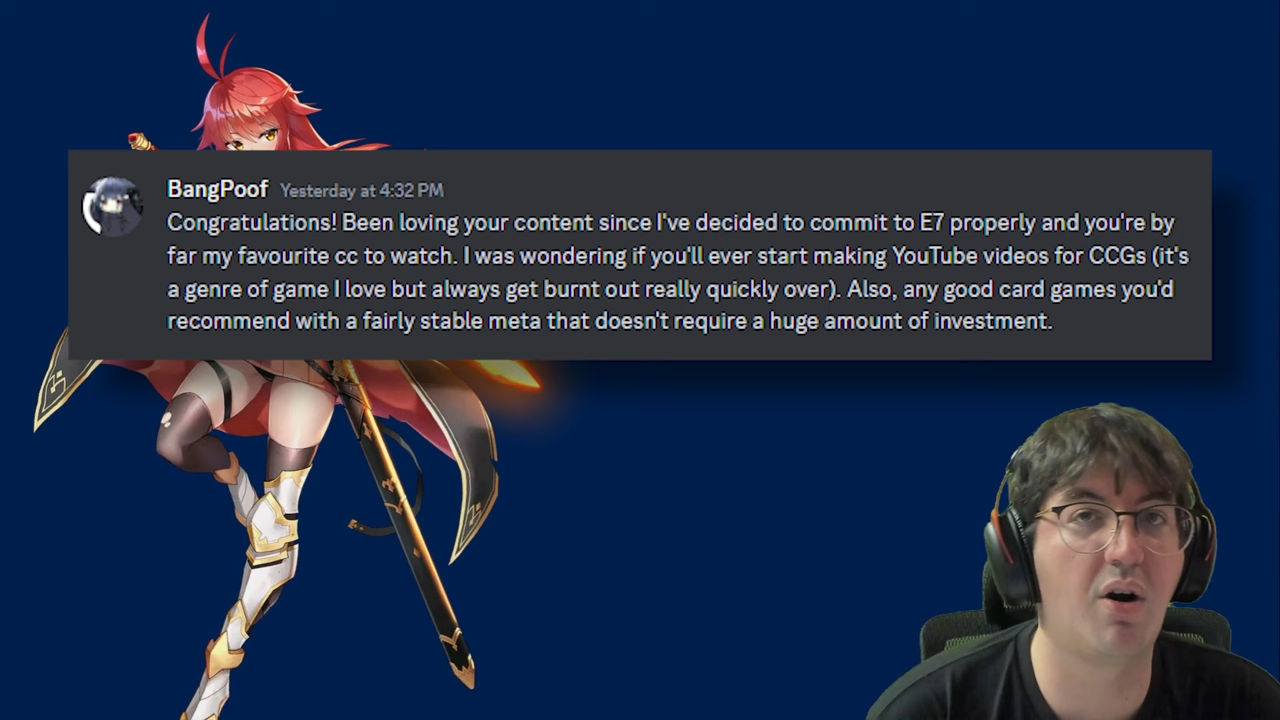 BangPoof Yesterday at 4:32 PM
Congratulations! Been loving your content since I've decided to commit to E7 properly and you're by
far my favourite cc to watch. I was wondering if you'll ever start making YouTube videos for CCGs (it's
a genre of game I love but always get burnt out really quickly over). Also, any good card games you'd
recommend with a fairly stable meta that doesn't require a huge amount of investment.